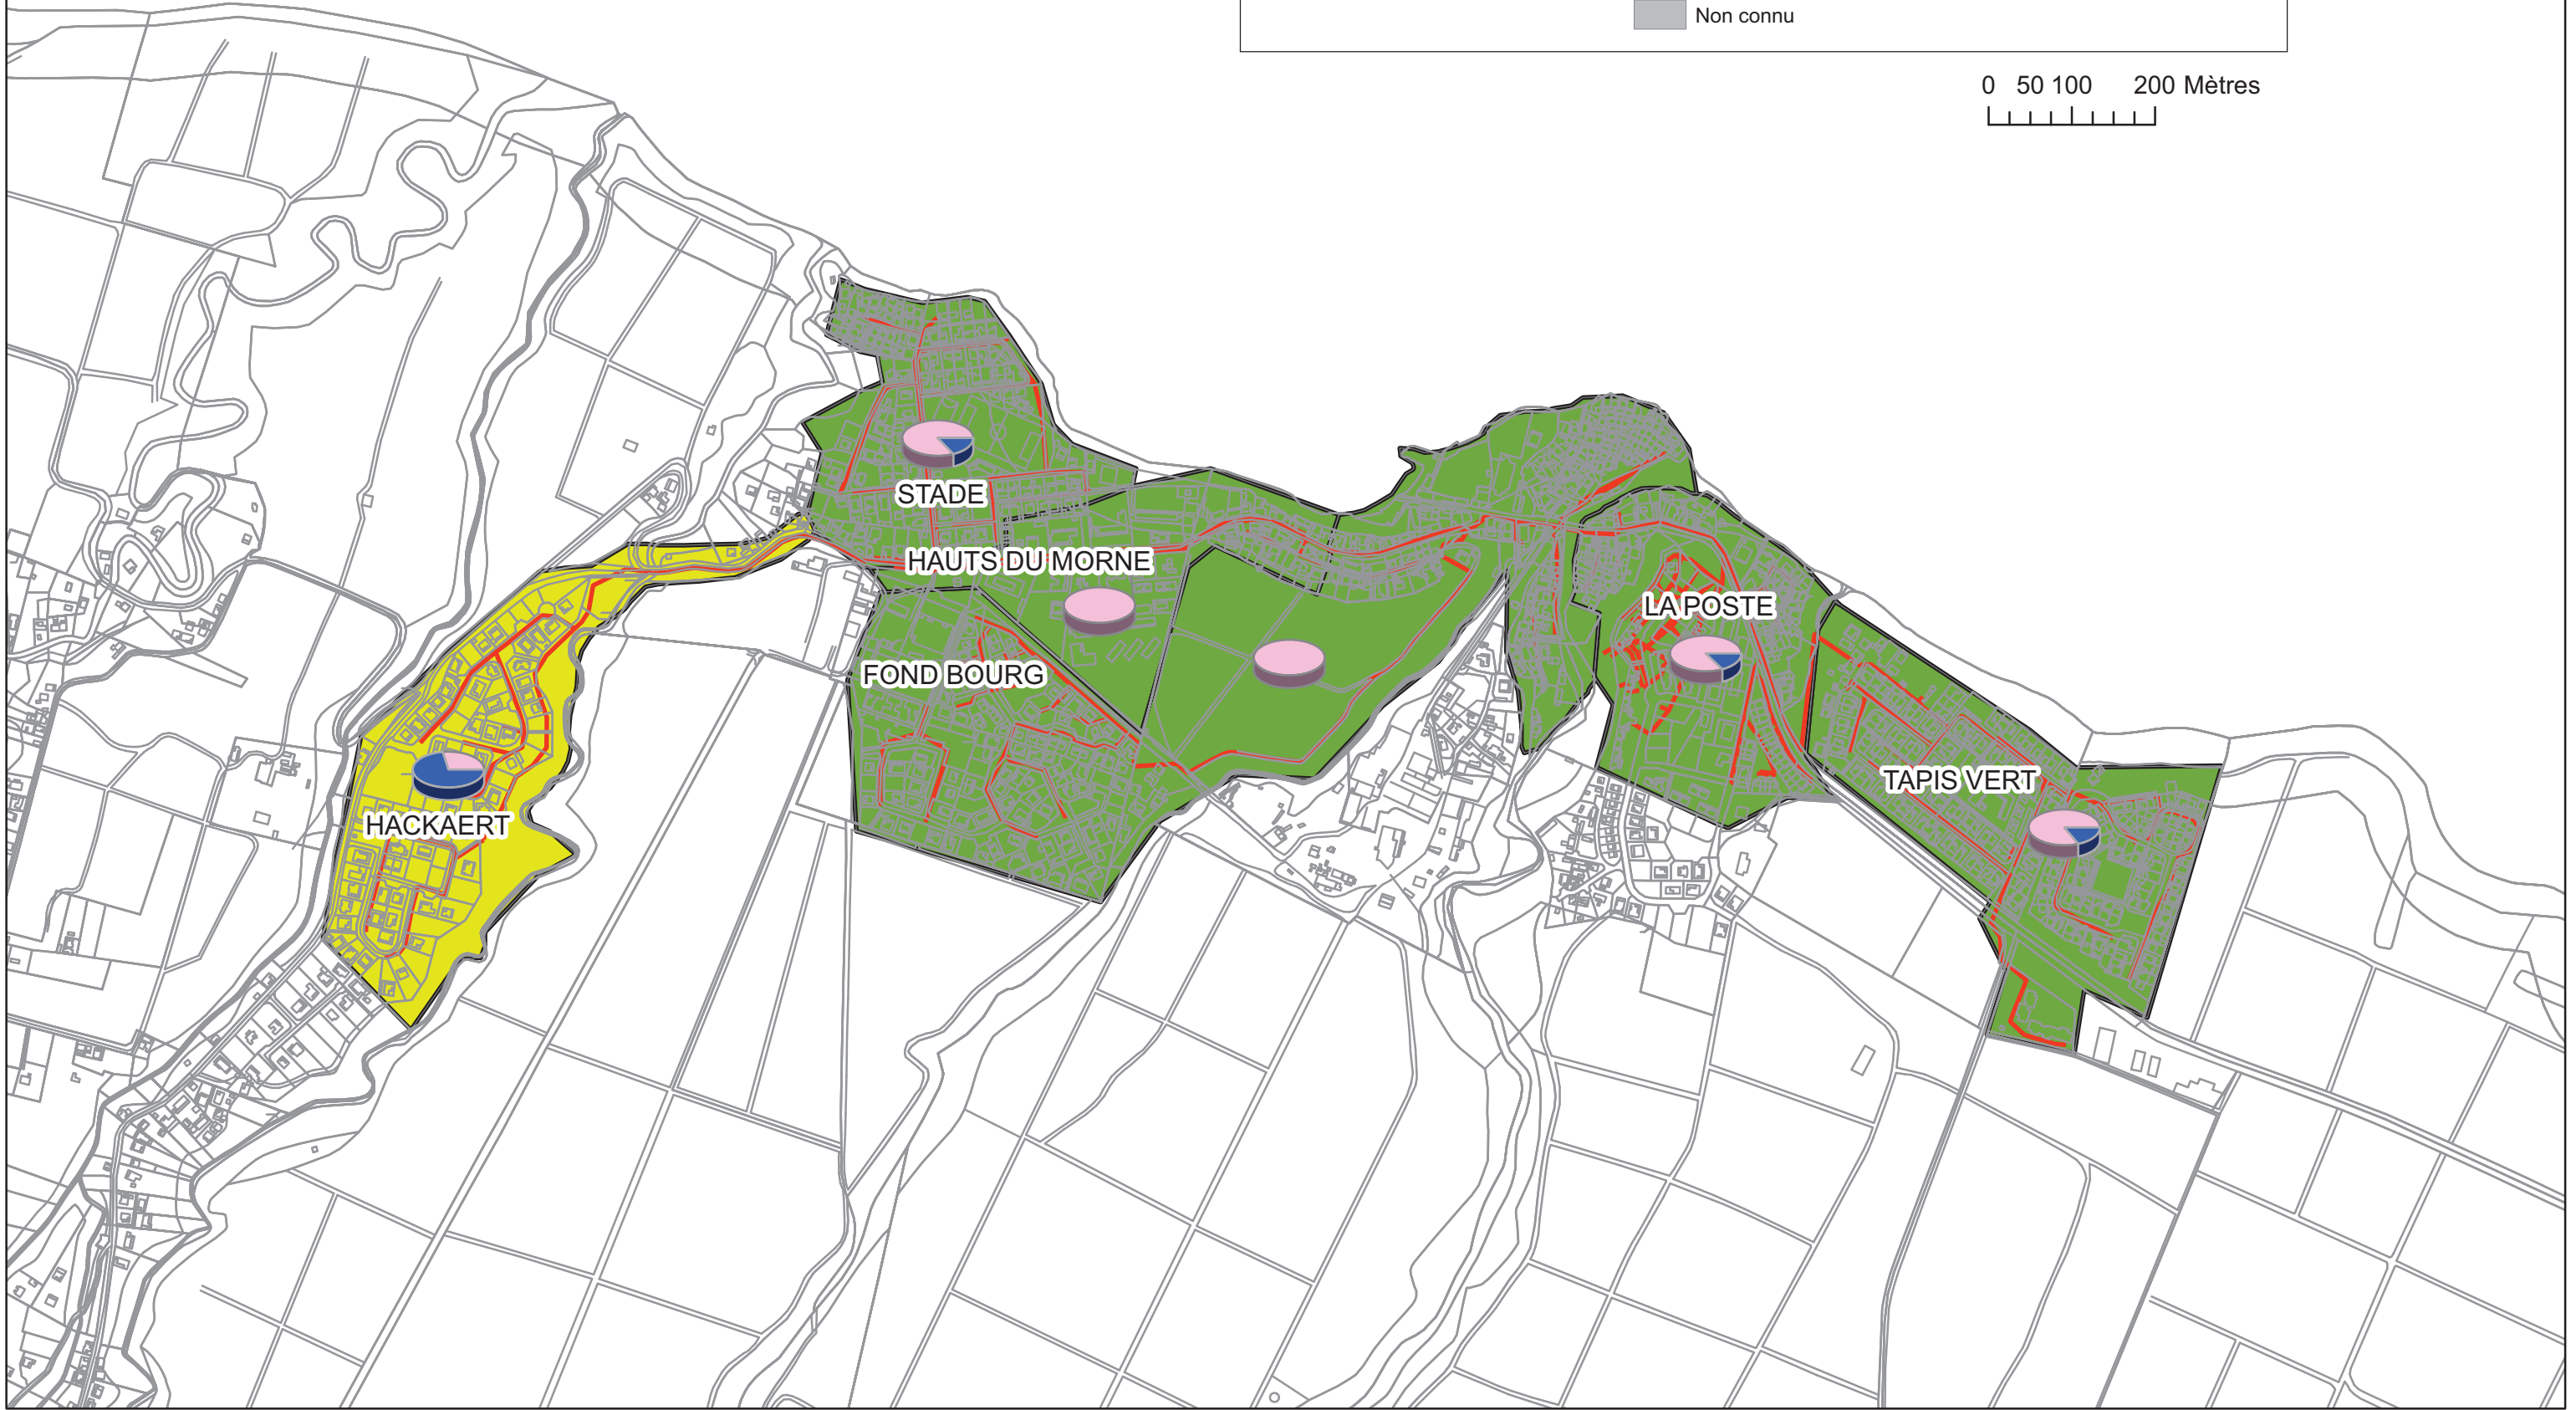 Non connu
0 50 100 200 Mètres
STADE
HAUTS DU MORNE
LA POSTE
FOND BOURG
TAPIS VERT
HACKAERT